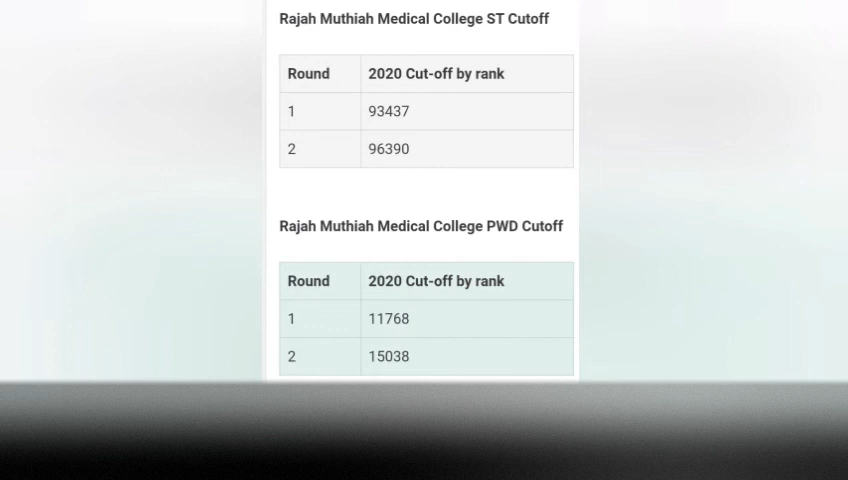 Rajah Muthiah Medical College ST Cutoff
Round 2020 Cut-off by rank
1 93437
2 96390
Rajah Muthiah Medical College PWD Cutoff
Round 2020 Cut-off by rank
1 11768
2 15038